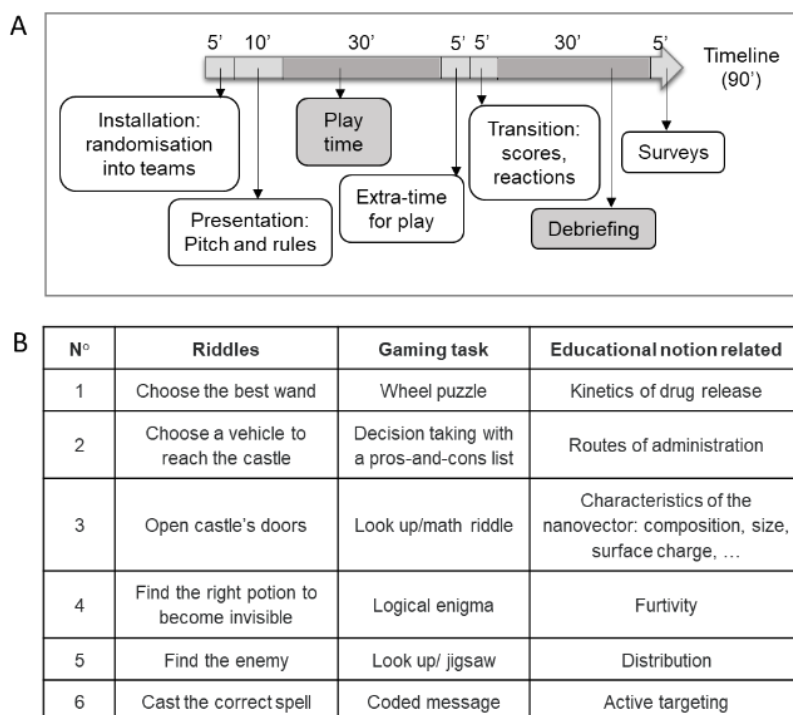 A
5’ 10’ 30’ 5’ 5’ 30’ 5’
Timeline
(90’)
Installation:
randomisation
into teams
Presentation:
Pitch and rules
Play
time
Extra-time
for play
Transition:
scores,
reactions
Debriefing
Surveys
B
N° Riddles Gaming task Educational notion related
1 Choose the best wand Wheel puzzle Kinetics of drug release
2 Choose a vehicle to
reach the castle Decision taking with
a pros-and-cons list Routes of administration
3 Open castle’s doors Look up/math riddle Characteristics of the
nanovector: composition, size,
surface charge, …
4 Find the right potion to
become invisible Logical enigma Furtivity
5 Find the enemy Look up/ jigsaw Distribution
6 Cast the correct spell Coded message Active targeting